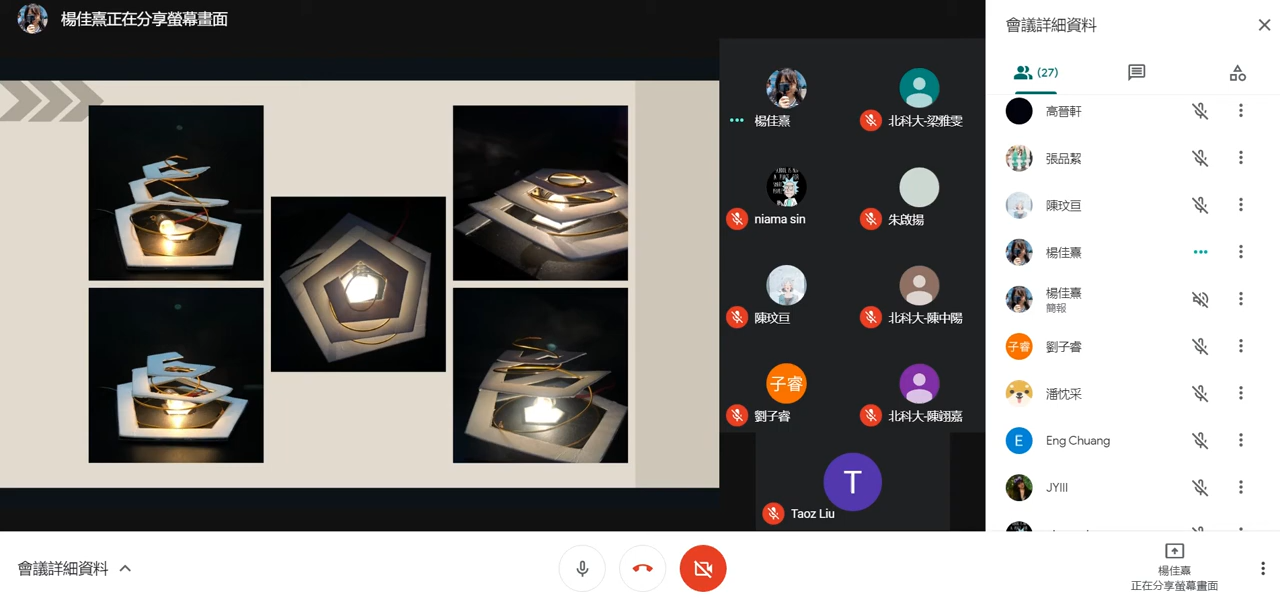 楊佳熹正在分享螢幕畫面
楊佳熹
北科大-梁雅雯
niama sin
朱啟揚
陳玟亘
北科大-陳中陽
子睿
劉子睿
北科大-陳翊嘉
T
Taoz Liu
會議詳細資料
(27)
高晉軒
張品絜
陳玟亘
楊佳熹
楊佳熹
簡報
子睿
劉子睿
潘忱采
E
Eng Chuang
JYIII
會議詳細資料
楊佳熹
正在分享螢幕畫面